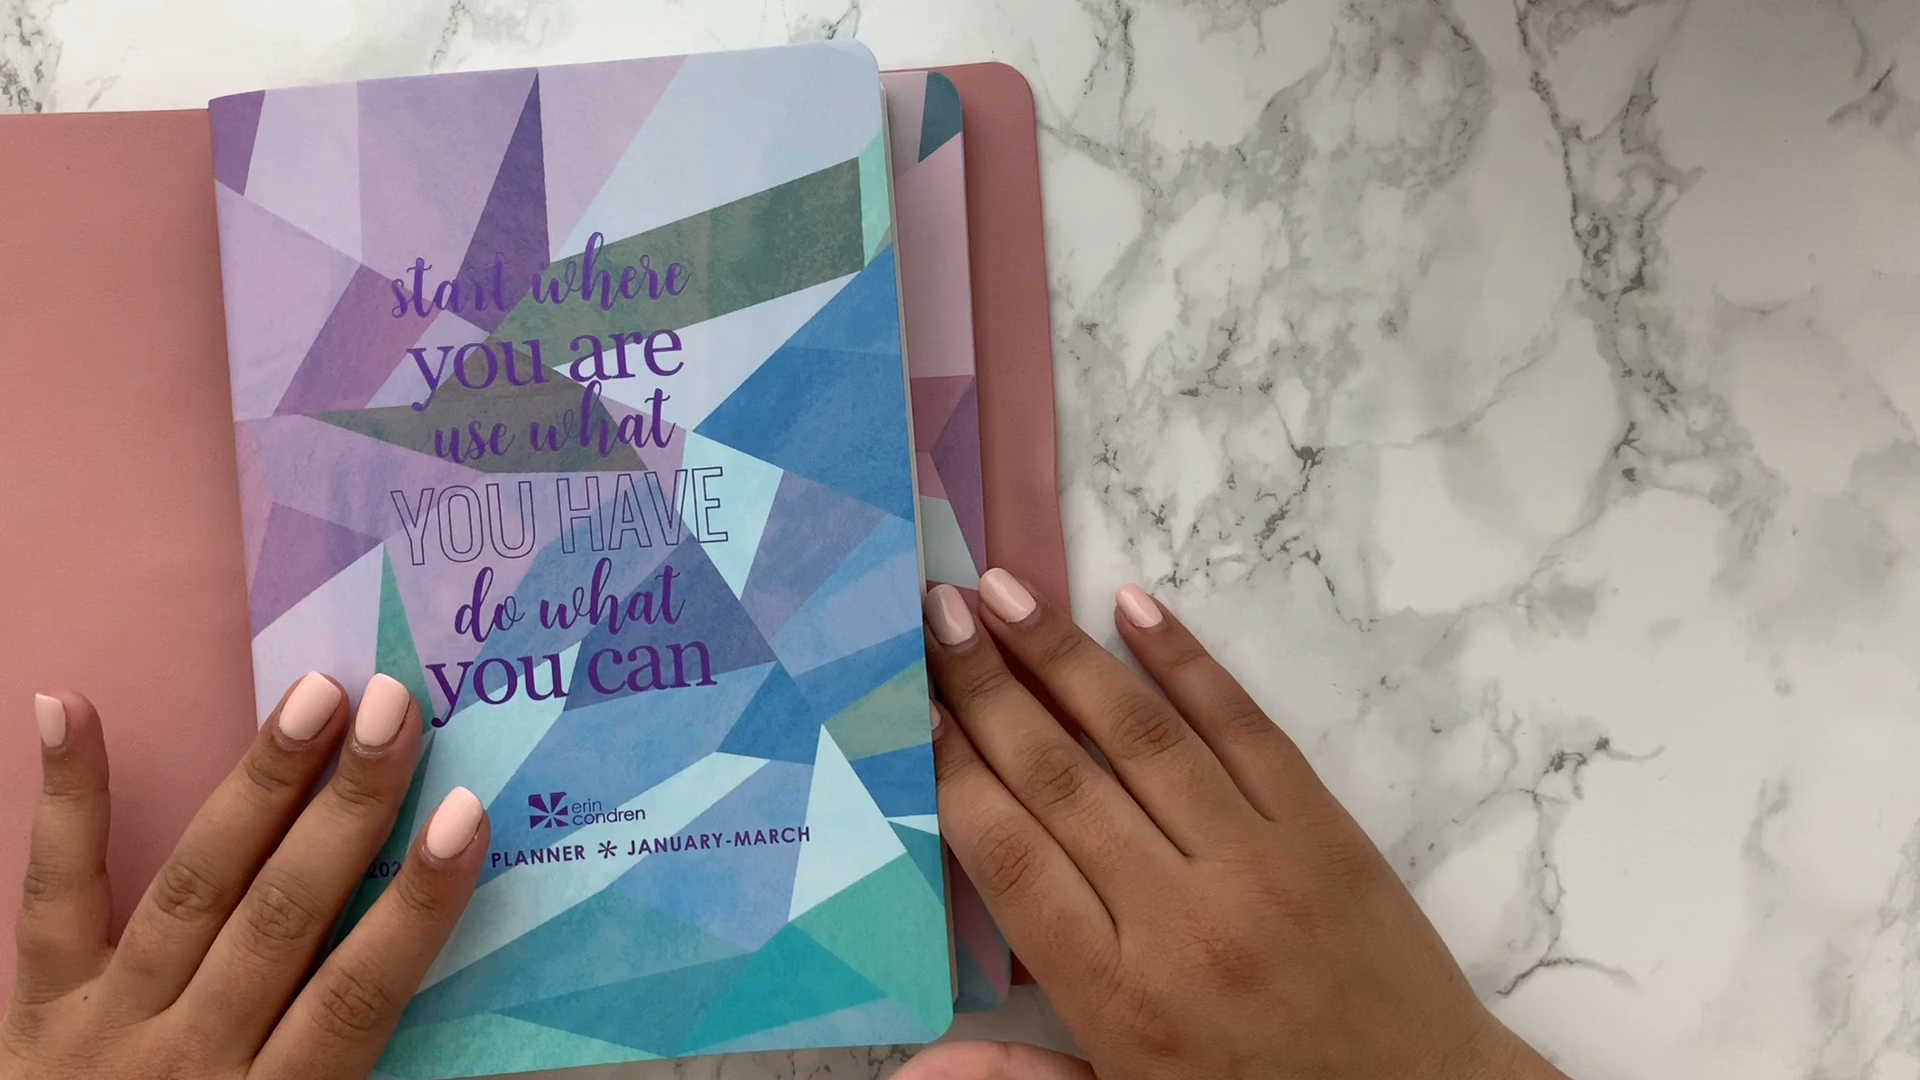 start where
you are
use what
YOU HAVE
do what
you can
erin
condren
PLANNER * JANUARY-MARCH